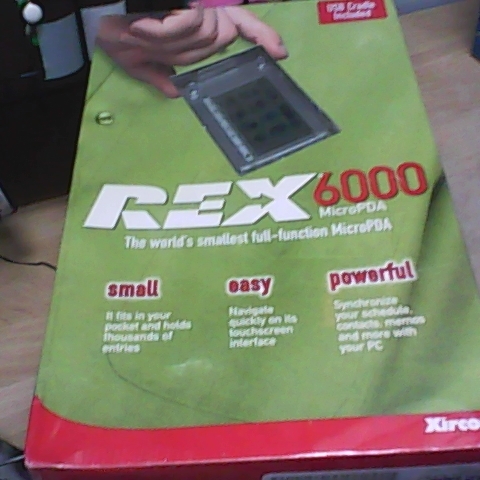 USB Cradle
Included
REX 6000
MicroPDA
The world's smallest full-function MicroPDA
small
It fits in your
pocket and holds
thousands of
entries
easy
Navigate
quickly on its
touchscreen
interface
powerful
Synchronize
your schedule,
contacts, memos
and more with
your PC
Xirco